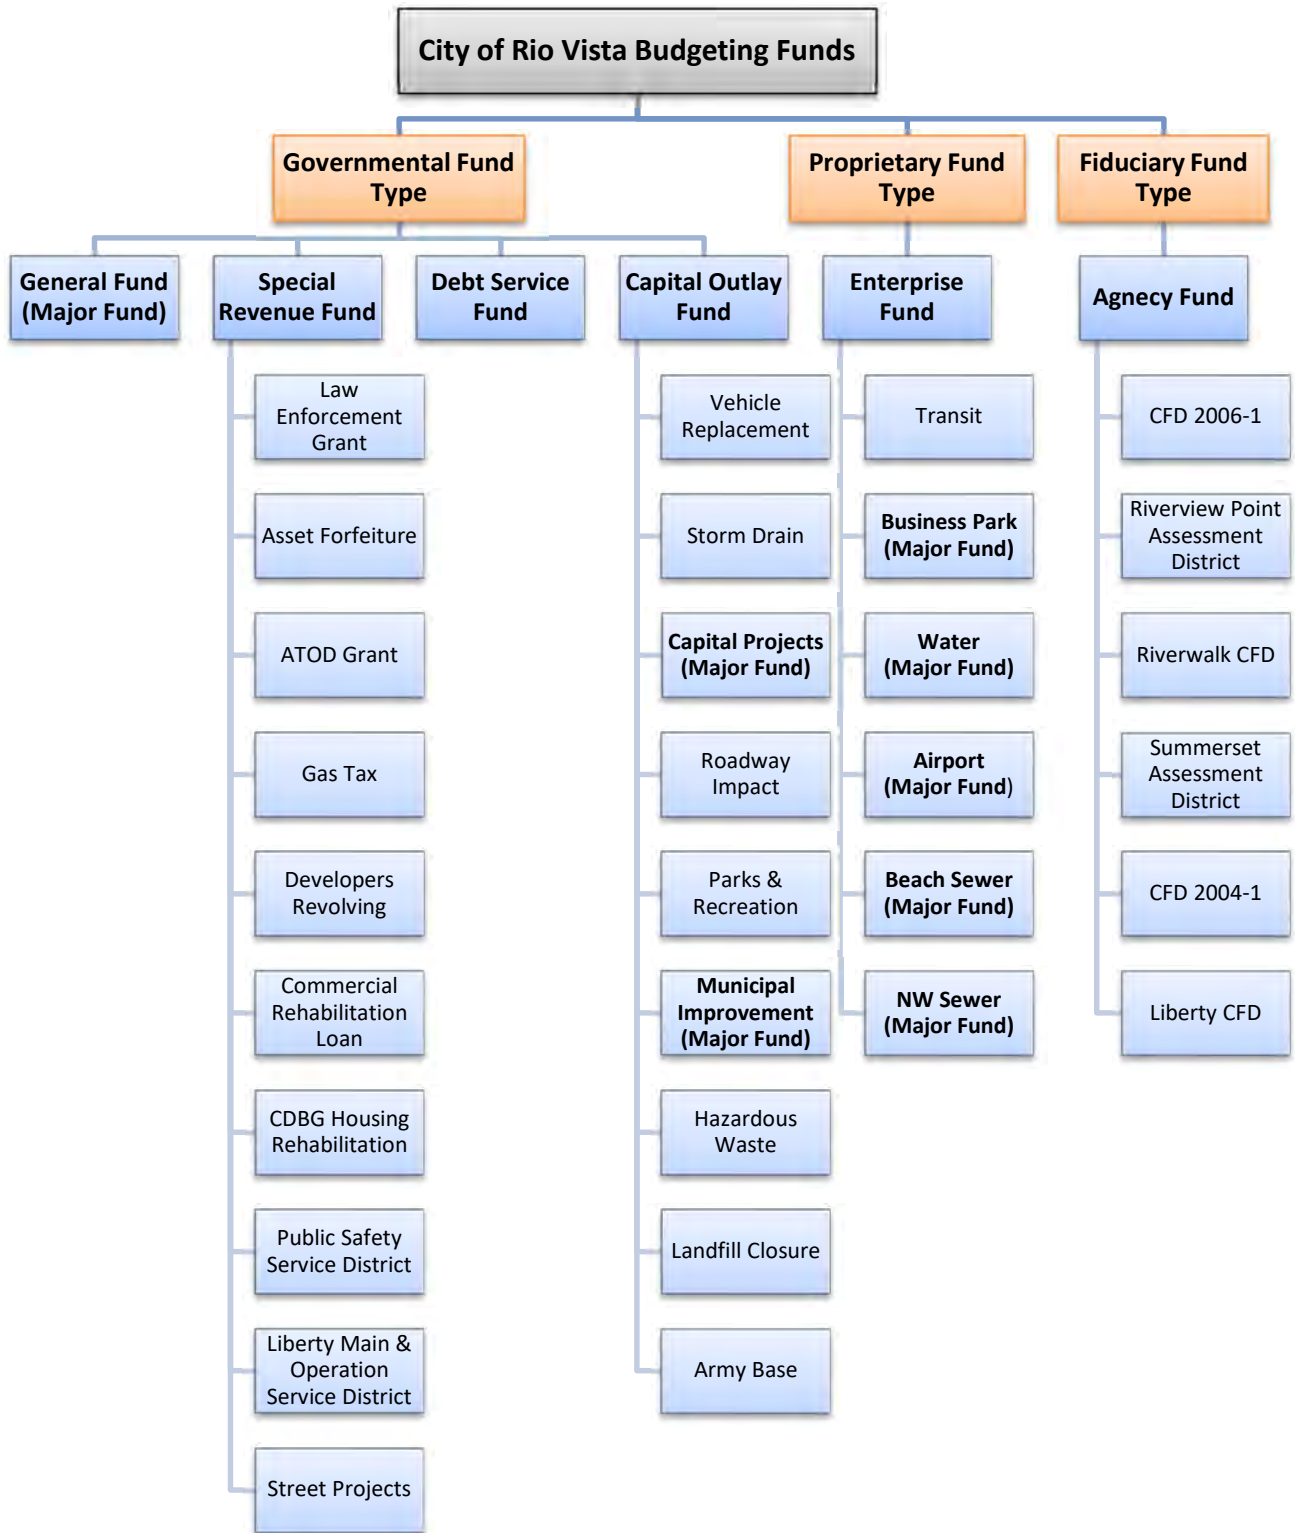 City of Rio Vista Budgeting Funds
Governmental Fund
Type
Proprietary Fund
Type
Fiduciary Fund
Type
General Fund
(Major Fund)
Special
Revenue Fund
Debt Service
Fund
Capital Outlay
Fund
Enterprise
Fund
Agnecy Fund
Law
Enforcement
Grant
Asset Forfeiture
ATOD Grant
Gas Tax
Developers
Revolving
Commercial
Rehabilitation
Loan
CDBG Housing
Rehabilitation
Public Safety
Service District
Liberty Main &
Operation
Service District
Street Projects
Vehicle
Replacement
Storm Drain
Capital Projects
(Major Fund)
Roadway
Impact
Parks &
Recreation
Municipal
Improvement
(Major Fund)
Hazardous
Waste
Landfill Closure
Army Base
Transit
Business Park
(Major Fund)
Water
(Major Fund)
Airport
(Major Fund)
Beach Sewer
(Major Fund)
NW Sewer
(Major Fund)
CFD 2006-1
Riverview Point
Assessment
District
Riverwalk CFD
Summerset
Assessment
District
CFD 2004-1
Liberty CFD